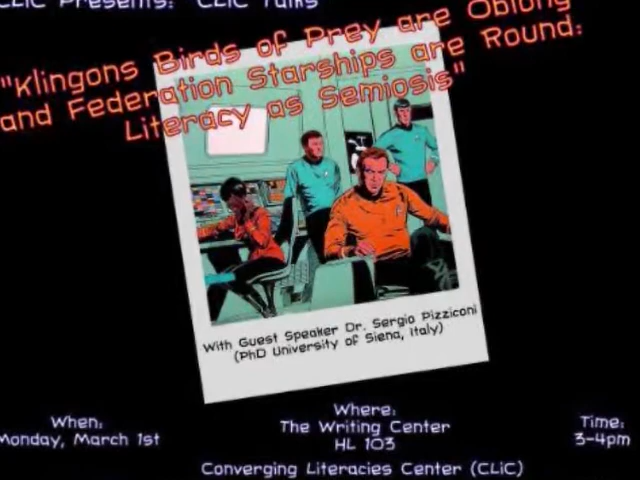 CLiC Presents: "CLiC Talks
"Klingons Birds of Prey are Oblong
and Federation Starships are Round:
Literacy as Semiosis"
With Guest Speaker Dr. Sergio Pizziconi
(PhD University of Siena, Italy)
When:
Monday, March 1st
Where:
The Writing Center
HL 103
Time:
3-4pm
Converging Literacies Center (CLiC)